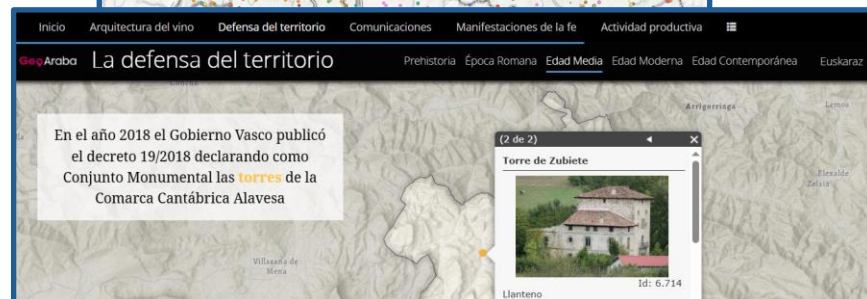 Inicio Arquitectura del vino Defensa del territorio Comunicaciones Manifestaciones de la fe Actividad productiva
GeoAraba La defensa del territorio Prehistoria Época Romana Edad Media Edad Moderna Edad Contemporánea Euskaraz
Arrigorriaga
Lemoa
En el año 2018 el Gobierno Vasco publicó
el decreto 19/2018 declarando como
Conjunto Monumental las torres de la
Comarca Cantábrica Alavesa
(2 de 2)
Torre de Zubiete
Elexalde
Zeleta
Villasana de
Mena
Id: 6.714
Llanteno